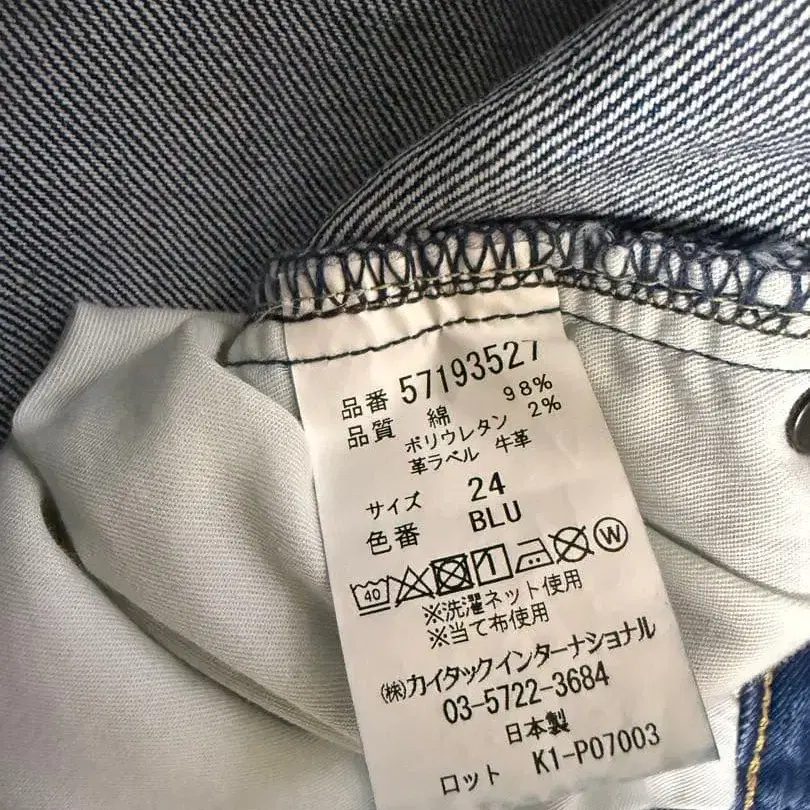 品番 57193527
品質 綿 98%
ポリウレタン 2%
革ラベル 牛革
サイズ 24
色番 BLU
40 W
※洗濯ネット使用
※当て布使用
㈱カイタックインターナショナル
03-5722-3684
日本製
ロット K1-P07003